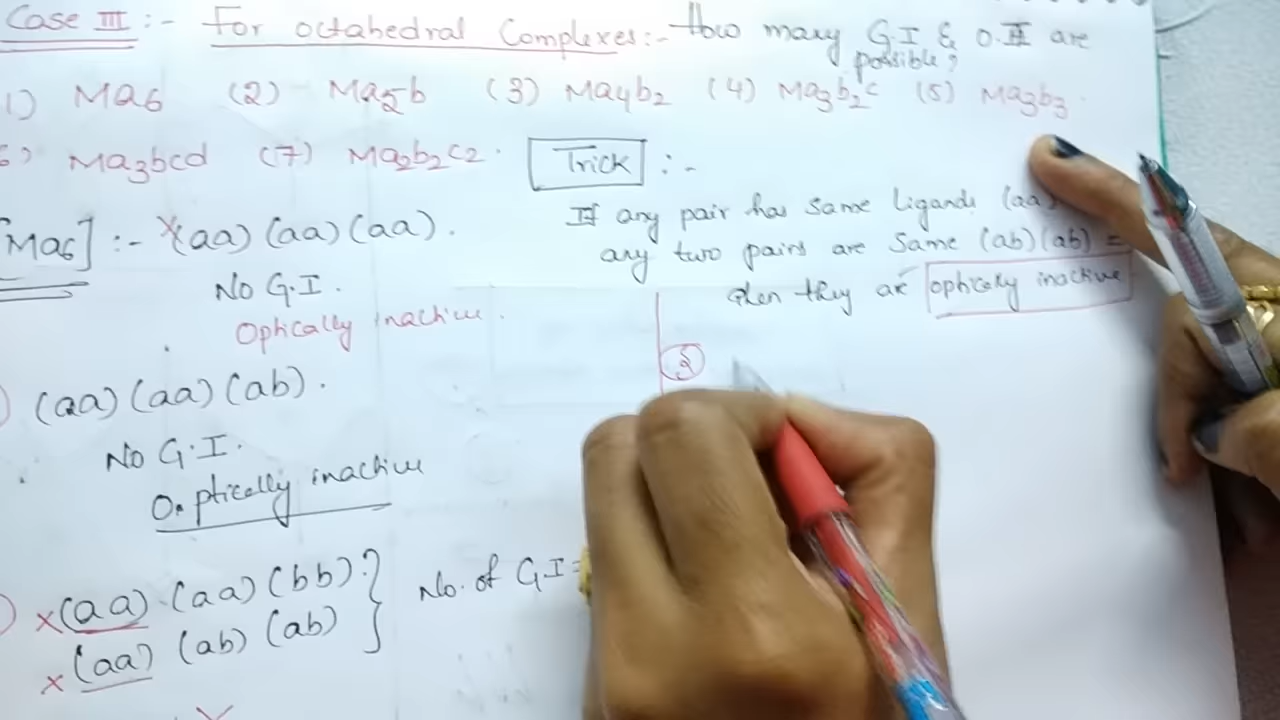 Case III :- For octahedral Complexes:- How many G.I & O.I are possible?
1) Ma6 (2) Ma5b (3) Ma4b2 (4) Ma3b2c (5) Ma3b3.
6) Ma3bcd (7) Ma2b2c2. Trick :-
If any pair has same Ligands (aa)
any two pairs are same (ab)(ab) =
then they are optically inactive
[Ma6] :- x(aa) (aa) (aa).
No G.I.
Optically inactive.
(aa) (aa) (ab).
No G.I.
Optically inactive
x (aa) (aa) (bb).
x (aa) (ab) (ab)
No. of G.I =